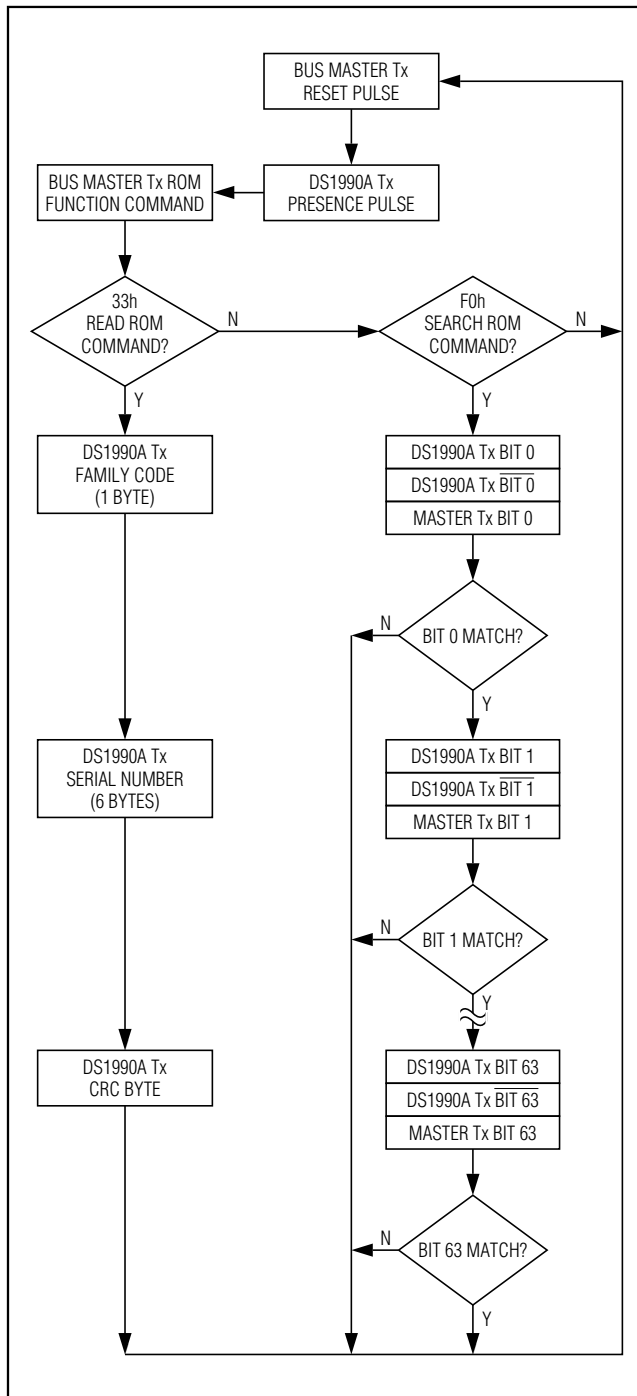 BUS MASTER Tx
RESET PULSE
BUS MASTER Tx ROM
FUNCTION COMMAND
DS1990A Tx
PRESENCE PULSE
33h
READ ROM
COMMAND?
N
Y
F0h
SEARCH ROM
COMMAND?
N
Y
DS1990A Tx
FAMILY CODE
(1 BYTE)
DS1990A Tx BIT 0
DS1990A Tx B̅I̅T̅ ̅0̅
MASTER Tx BIT 0
N
BIT 0 MATCH?
Y
DS1990A Tx
SERIAL NUMBER
(6 BYTES)
DS1990A Tx BIT 1
DS1990A Tx B̅I̅T̅ ̅1̅
MASTER Tx BIT 1
N
BIT 1 MATCH?
Y
DS1990A Tx
CRC BYTE
DS1990A Tx BIT 63
DS1990A Tx B̅I̅T̅ ̅6̅3̅
MASTER Tx BIT 63
N
BIT 63 MATCH?
Y